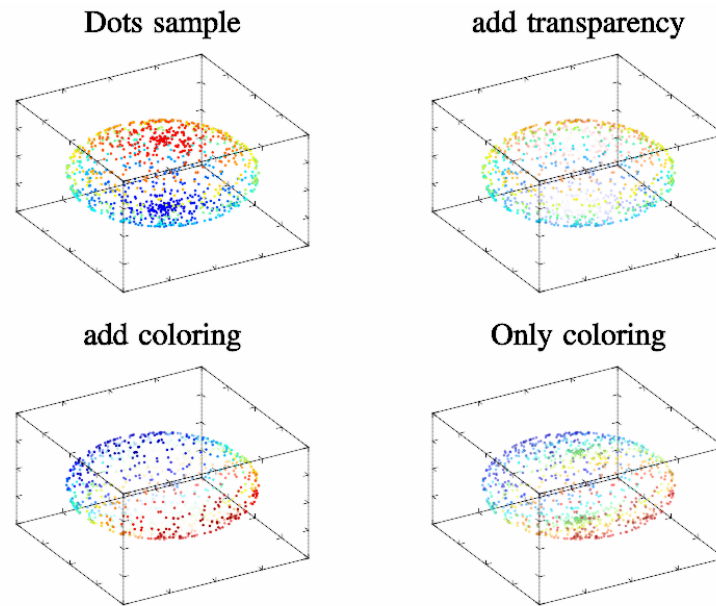 Dots sample
add transparency
add coloring
Only coloring